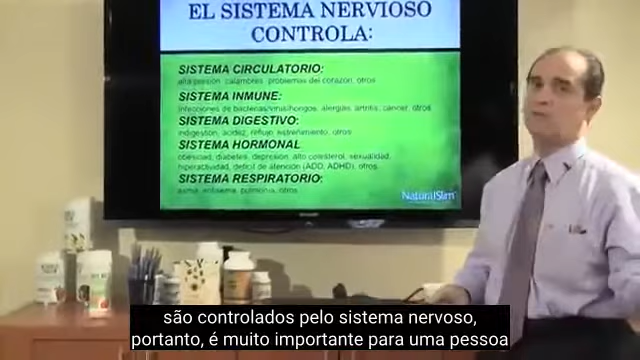 EL SISTEMA NERVIOSO
CONTROLA:
SISTEMA CIRCULATORIO:
alta presión, calambres, problemas del corazón, otros
SISTEMA INMUNE:
infecciones de bacterias/virus/hongos, alergias, artritis, cáncer, otros
SISTEMA DIGESTIVO:
indigestión, acidez, reflujo, estreñimiento, otros
SISTEMA HORMONAL
obesidad, diabetes, depresión, alto colesterol, sexualidad,
hiperactividad, déficit de atención (ADD, ADHD), otros
SISTEMA RESPIRATORIO:
asma, enfisema, pulmonía, otros
NaturalSlim
são controlados pelo sistema nervoso,
portanto, é muito importante para uma pessoa